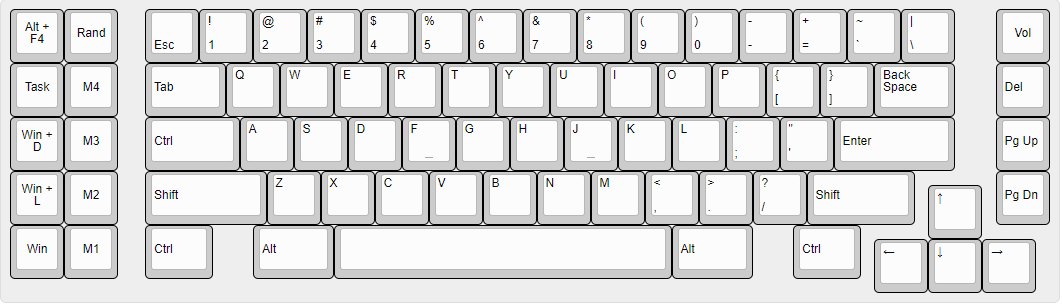 Alt + F4 Rand Esc ! 1 @ 2 # 3 $ 4 % 5 ^ 6 & 7 * 8 ( 9 ) 0 - - + = ~ ` | \ Vol
Task M4 Tab Q W E R T Y U I O P { [ } ] Back Space Del
Win + D M3 Ctrl A S D F _ G H J _ K L : ; " ' Enter Pg Up
Win + L M2 Shift Z X C V B N M < , > . ? / Shift ↑ Pg Dn
Win M1 Ctrl Alt Alt Ctrl ← ↓ →